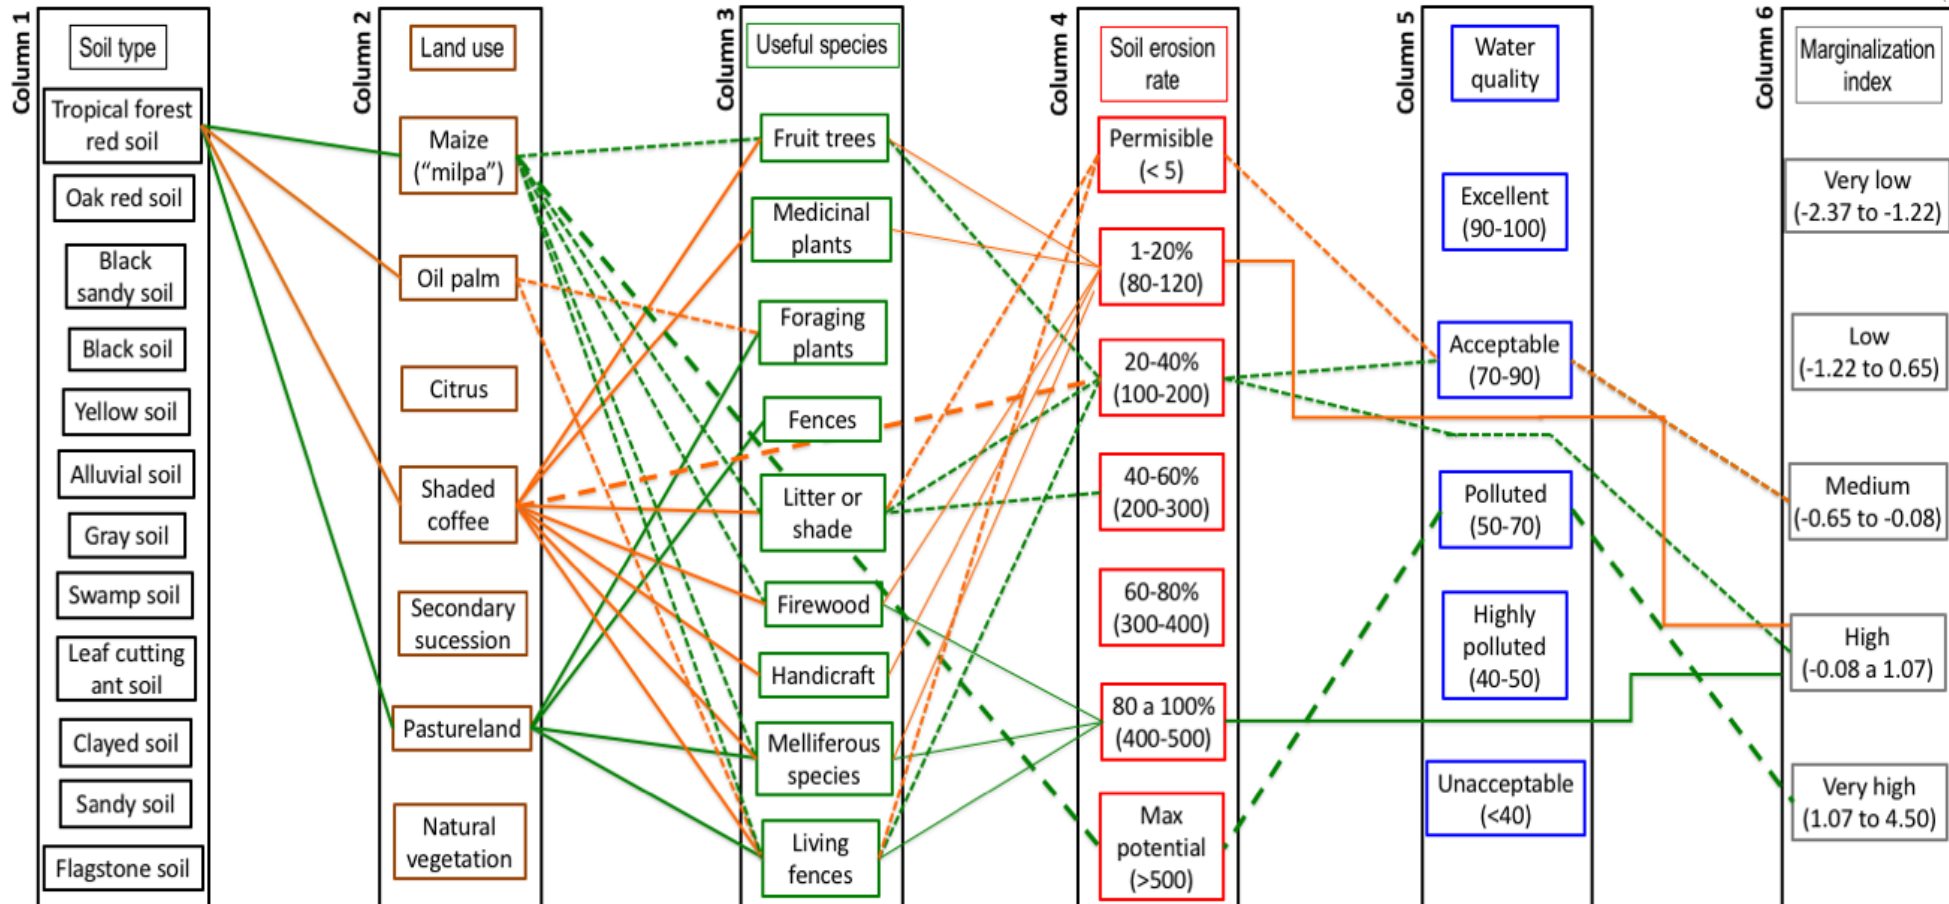 Column 1
Soil type
Tropical forest
red soil
Oak red soil
Black
sandy soil
Black soil
Yellow soil
Alluvial soil
Gray soil
Swamp soil
Leaf cutting
ant soil
Clayed soil
Sandy soil
Flagstone soil
Column 2
Land use
Maize
(“milpa”)
Oil palm
Citrus
Shaded
coffee
Secondary
sucession
Pastureland
Natural
vegetation
Column 3
Useful species
Fruit trees
Medicinal
plants
Foraging
plants
Fences
Litter or
shade
Firewood
Handicraft
Melliferous
species
Living
fences
Column 4
Soil erosion
rate
Permisible
(< 5)
1-20%
(80-120)
20-40%
(100-200)
40-60%
(200-300)
60-80%
(300-400)
80 a 100%
(400-500)
Max
potential
(>500)
Column 5
Water
quality
Excellent
(90-100)
Acceptable
(70-90)
Polluted
(50-70)
Highly
polluted
(40-50)
Unacceptable
(<40)
Column 6
Marginalization
index
Very low
(-2.37 to -1.22)
Low
(-1.22 to 0.65)
Medium
(-0.65 to -0.08)
High
(-0.08 a 1.07)
Very high
(1.07 to 4.50)